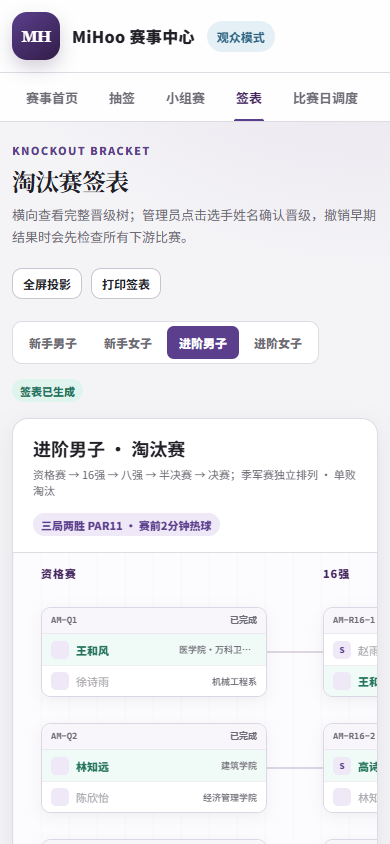 MH MiHoo 赛事中心 观众模式
赛事首页 抽签 小组赛 签表 比赛日调度
KNOCKOUT BRACKET
淘汰赛签表
横向查看完整晋级树；管理员点击选手姓名确认晋级，撤销早期
结果时会先检查所有下游比赛。
全屏投影 打印签表
新手男子 新手女子 进阶男子 进阶女子
签表已生成
进阶男子 · 淘汰赛
资格赛 → 16强 → 八强 → 半决赛 → 决赛；季军赛独立排列 · 单败
淘汰
三局两胜 PAR11 · 赛前2分钟热球
资格赛 16强
AM-Q1 已完成 AM-R16-1
王和风 医学院·万科卫… S 赵
徐诗雨 机械工程系 王和
AM-Q2 已完成 AM-R16-2
林知远 建筑学院 S 高
陈欣怡 经济管理学院 林